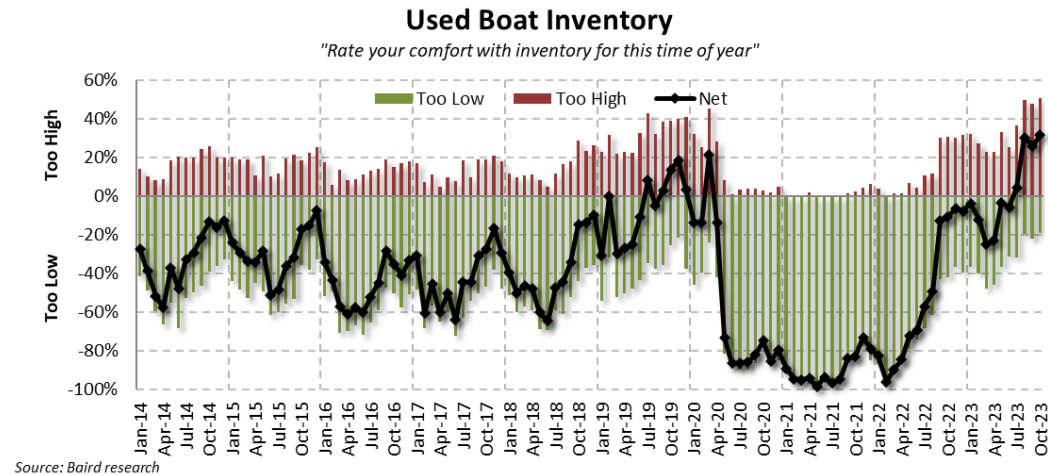 Used Boat Inventory
"Rate your comfort with inventory for this time of year"
60%
40%
20%
0%
-20%
-40%
-60%
-80%
-100%
Too High
Too Low
Too Low
Too High
Net
Jan-14
Apr-14
Jul-14
Oct-14
Jan-15
Apr-15
Jul-15
Oct-15
Jan-16
Apr-16
Jul-16
Oct-16
Jan-17
Apr-17
Jul-17
Oct-17
Jan-18
Apr-18
Jul-18
Oct-18
Jan-19
Apr-19
Jul-19
Oct-19
Jan-20
Apr-20
Jul-20
Oct-20
Jan-21
Apr-21
Jul-21
Oct-21
Jan-22
Apr-22
Jul-22
Oct-22
Jan-23
Apr-23
Jul-23
Oct-23
Source: Baird research